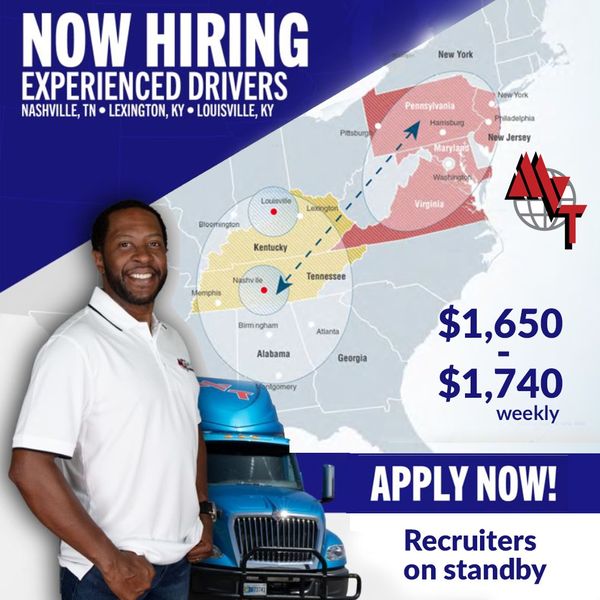 NOW HIRING
EXPERIENCED DRIVERS
NASHVILLE, TN • LEXINGTON, KY • LOUISVILLE, KY
New York
Pennsylvania
New York
Pittsburgh
Harrisburg
Philadelphia
New Jersey
Maryland
Washington
MVT
Virginia
Louisville
Lexington
Bloomington
Kentucky
Nashville
Tennessee
Memphis
Birmingham
Atlanta
Alabama
Georgia
Montgomery
$1,650
-
$1,740
weekly
APPLY NOW!
Recruiters
on standby